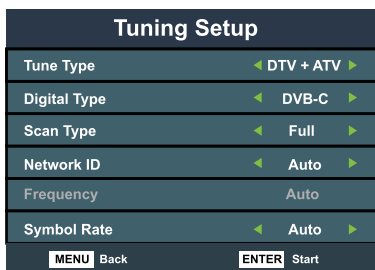 Tuning Setup
Tune Type DTV + ATV
Digital Type DVB-C
Scan Type Full
Network ID Auto
Frequency Auto
Symbol Rate Auto
MENU Back ENTER Start